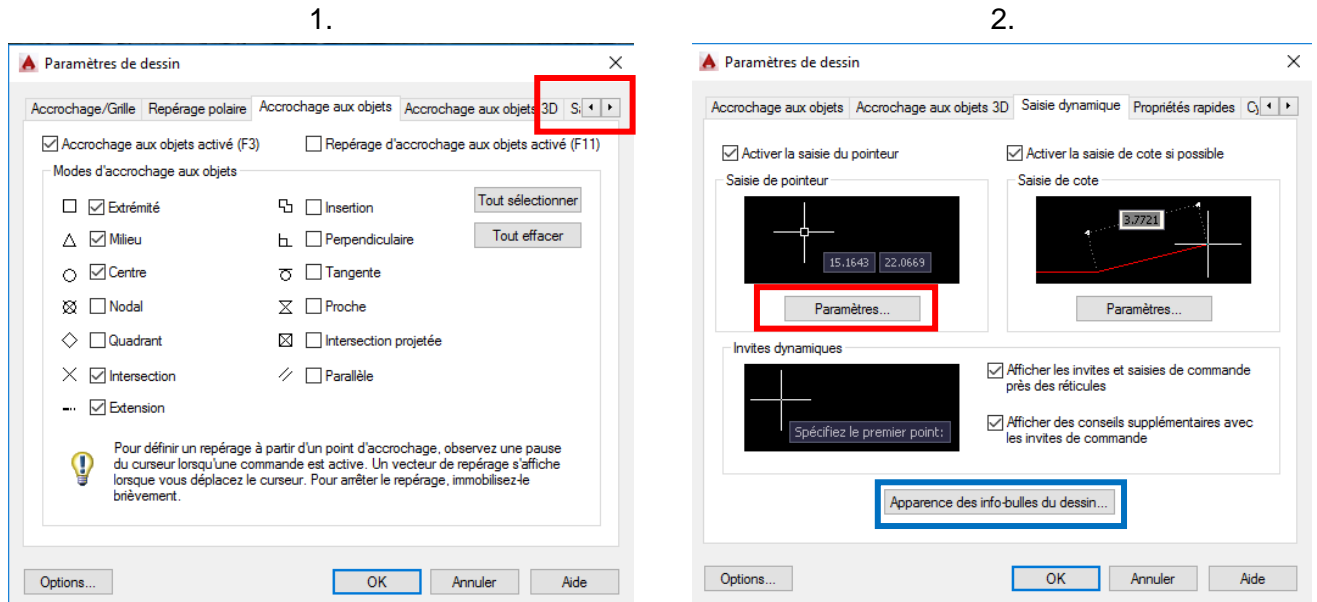 1.
Paramètres de dessin
Accrochage/Grille Repérage polaire Accrochage aux objets Accrochage aux objets 3D
Accrochage aux objets activé (F3) Repérage d'accrochage aux objets activé (F11)
Modes d'accrochage aux objets
Extrémité Insertion Tout sélectionner
Milieu Perpendiculaire Tout effacer
Centre Tangente
Nodal Proche
Quadrant Intersection projetée
Intersection Parallèle
Extension
Pour définir un repérage à partir d'un point d'accrochage, observez une pause
du curseur lorsqu'une commande est active. Un vecteur de repérage s'affiche
lorsque vous déplacez le curseur. Pour arrêter le repérage, immobilisez-le
brièvement.
Options... OK Annuler Aide
2.
Paramètres de dessin
Accrochage aux objets Accrochage aux objets 3D Saisie dynamique Propriétés rapides
Activer la saisie du pointeur Activer la saisie de cote si possible
Saisie de pointeur Saisie de cote
3.7721
15.1643 22.0669
Paramètres... Paramètres...
Invites dynamiques
Afficher les invites et saisies de commande
près des réticules
Spécifiez le premier point:
Afficher des conseils supplémentaires avec
les invites de commande
Apparence des info-bulles du dessin...
Options... OK Annuler Aide